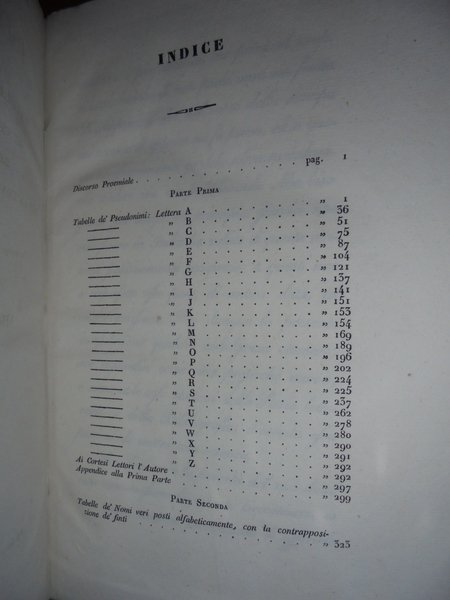 INDICE
Discorso Proemiale . . . . . . . . . . . . pag. 1
PARTE PRIMA
Tabelle de' Pseudonimi: Lettera A . . . . . . . . „ 1
——— „ B . . . . . . . . „ 36
——— „ C . . . . . . . . „ 51
——— „ D . . . . . . . . „ 75
——— „ E . . . . . . . . „ 87
——— „ F . . . . . . . . „ 104
——— „ G . . . . . . . . „ 121
——— „ H . . . . . . . . „ 137
——— „ I . . . . . . . . „ 141
——— „ J . . . . . . . . „ 151
——— „ K . . . . . . . . „ 153
——— „ L . . . . . . . . „ 154
——— „ M . . . . . . . . „ 169
——— „ N . . . . . . . . „ 189
——— „ O . . . . . . . . „ 196
——— „ P . . . . . . . . „ 202
——— „ Q . . . . . . . . „ 224
——— „ R . . . . . . . . „ 225
——— „ S . . . . . . . . „ 237
——— „ T . . . . . . . . „ 262
——— „ U . . . . . . . . „ 278
——— „ V . . . . . . . . „ 280
——— „ W . . . . . . . . „ 290
——— „ X . . . . . . . . „ 291
——— „ Y . . . . . . . . „ 292
——— „ Z . . . . . . . . „ 292
Ai Cortesi Lettori l'Autore . . . . . . . . . „ 297
Appendice alla Prima Parte . . . . . . . . . „ 299
PARTE SECONDA
Tabelle de' Nomi veri posti alfabeticamente, con la contrapposi-
tione de' finti . . . . . . . . . . . . „ 323